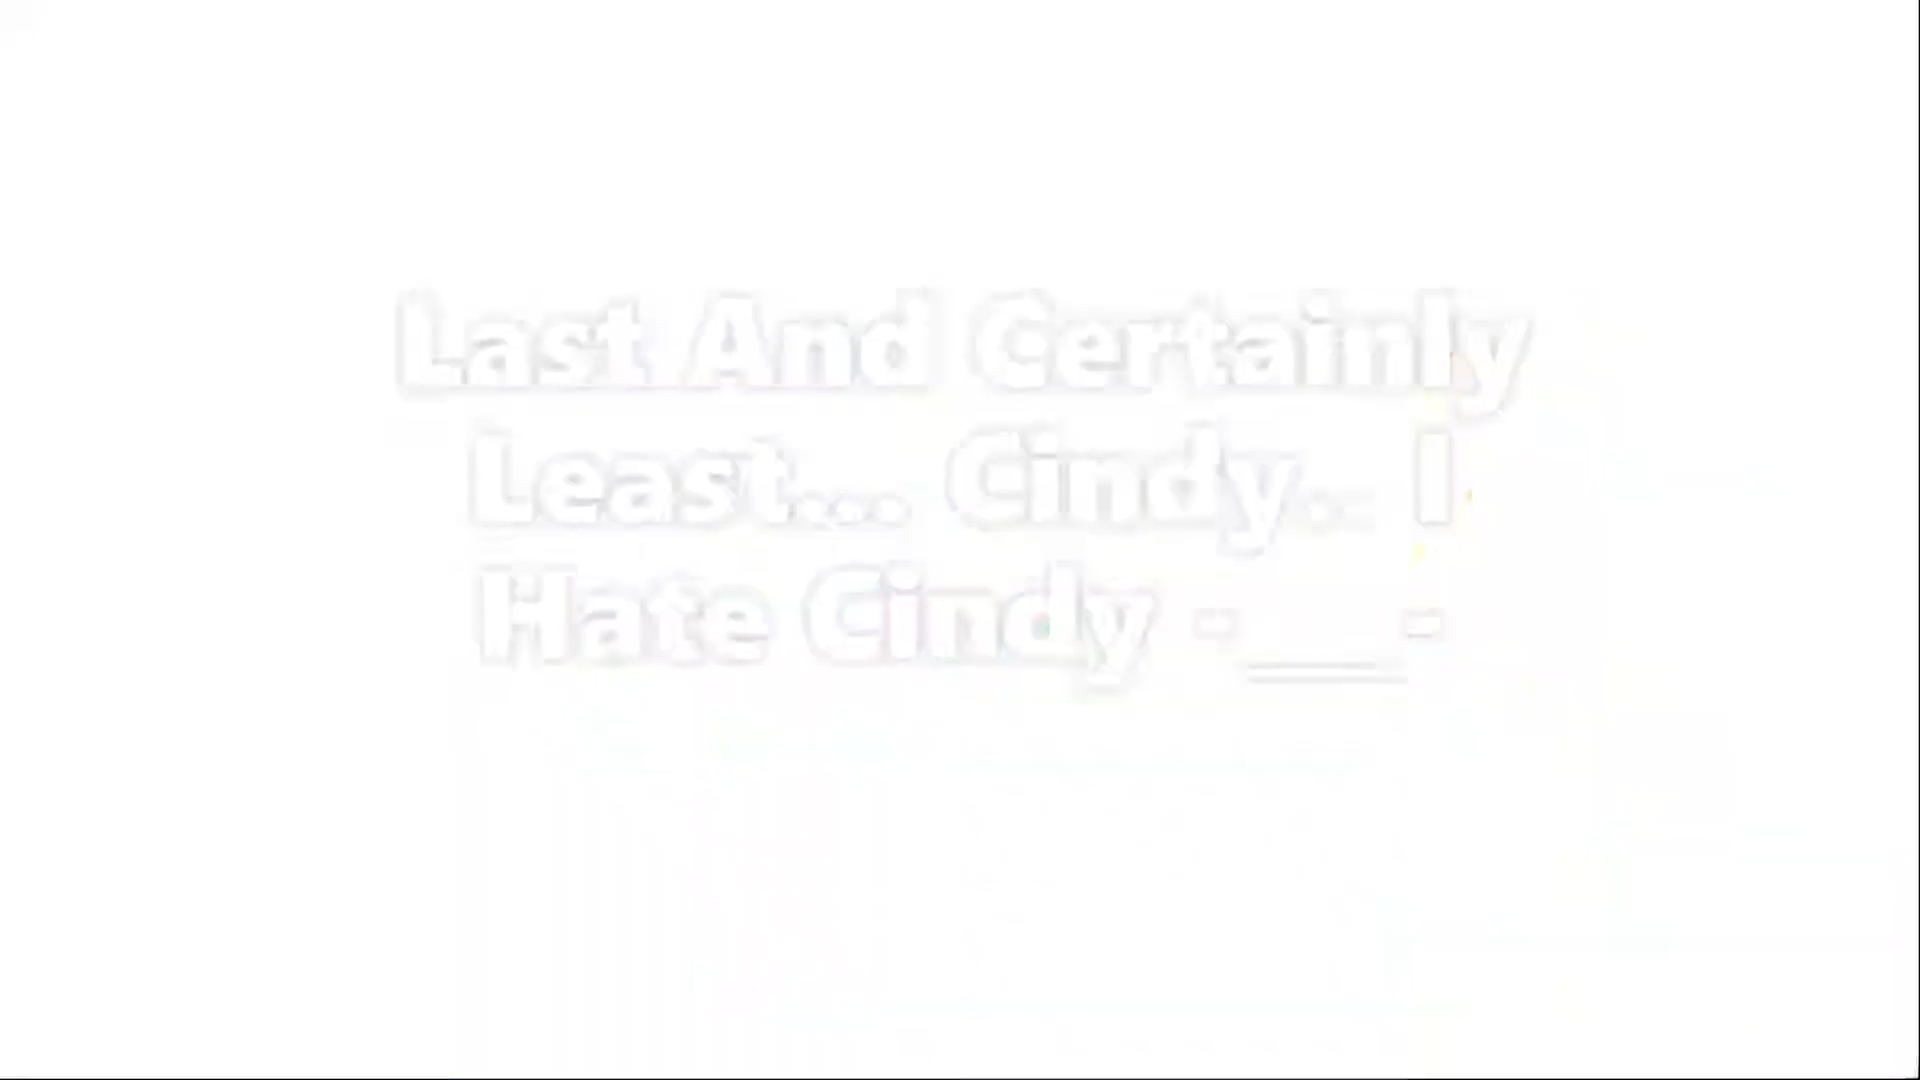 Last And Certainly
Least... Cindy... I
Hate Cindy -__-